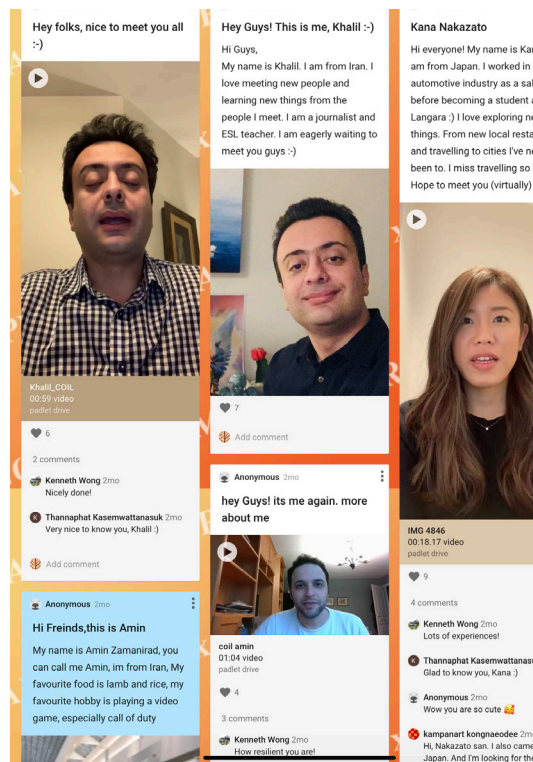 Hey folks, nice to meet you all
:-)
Khalil_COIL
00:59 video
padlet drive
6
2 comments
Kenneth Wong 2mo
Nicely done!
K
Thannaphat Kasemwattanasuk 2mo
Very nice to know you, Khalil :)
Add comment
Anonymous 2mo
Hi Freinds,this is Amin
My name is Amin Zamanirad, you
can call me Amin, im from Iran, My
favourite food is lamb and rice, my
favourite hobby is playing a video
game, especially call of duty
Hey Guys! This is me, Khalil :-)
Hi Guys,
My name is Khalil. I am from Iran. I
love meeting new people and
learning new things from the
people I meet. I am a journalist and
ESL teacher. I am eagerly waiting to
meet you guys :-)
7
Add comment
Anonymous 2mo
hey Guys! its me again. more
about me
coil amin
01:04 video
padlet drive
4
3 comments
Kenneth Wong 2mo
How resilient you are!
Kana Nakazato
Hi everyone! My name is Kan
am from Japan. I worked in
automotive industry as a sal
before becoming a student a
Langara :) I love exploring ne
things. From new local resta
and travelling to cities I've ne
been to. I miss travelling so
Hope to meet you (virtually)
IMG 4846
00:18.17 video
padlet drive
9
4 comments
Kenneth Wong 2mo
Lots of experiences!
K
Thannaphat Kasemwattanasu
Glad to know you, Kana :)
Anonymous 2mo
Wow you are so cute 🥰
kampanart kongnaeodee 2m
Hi, Nakazato san. I also came
Japan. And I'm looking for the